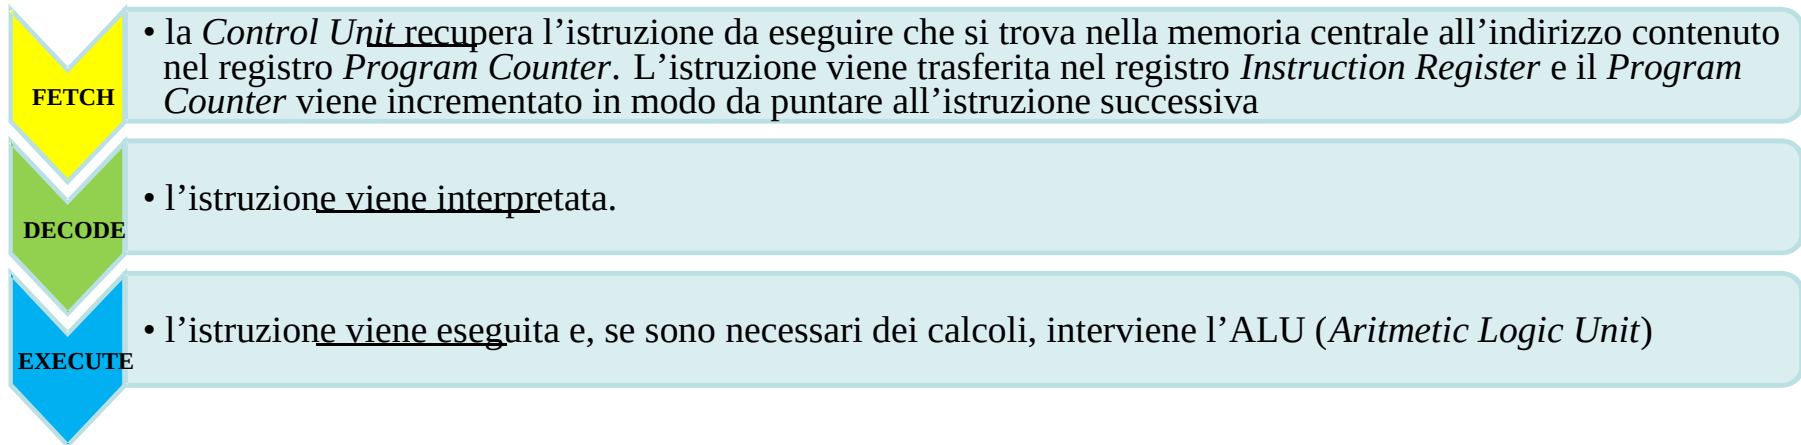 • la Control Unit recupera l’istruzione da eseguire che si trova nella memoria centrale all’indirizzo contenuto
nel registro Program Counter. L’istruzione viene trasferita nel registro Instruction Register e il Program
FETCH
Counter viene incrementato in modo da puntare all’istruzione successiva
• l’istruzione viene interpretata.
DECODE
• l’istruzione viene eseguita e, se sono necessari dei calcoli, interviene l’ALU (Aritmetic Logic Unit)
EXECUTE